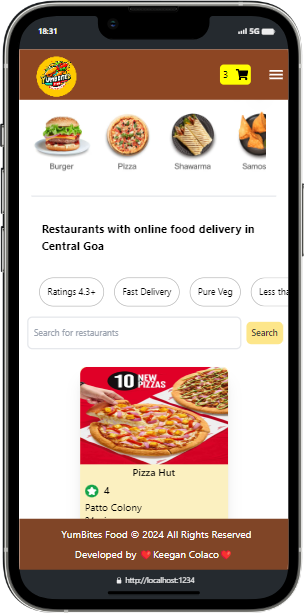 18:31
5G
YUMBITES
3
Burger
Pizza
Shawarma
Samos
Restaurants with online food delivery in
Central Goa
Ratings 4.3+
Fast Delivery
Pure Veg
Less tha
Search for restaurants
Search
10 NEW
PIZZAS
Pizza Hut
4
Patto Colony
YumBites Food © 2024 All Rights Reserved
Developed by ❤️ Keegan Colaco ❤️
http://localhost:1234